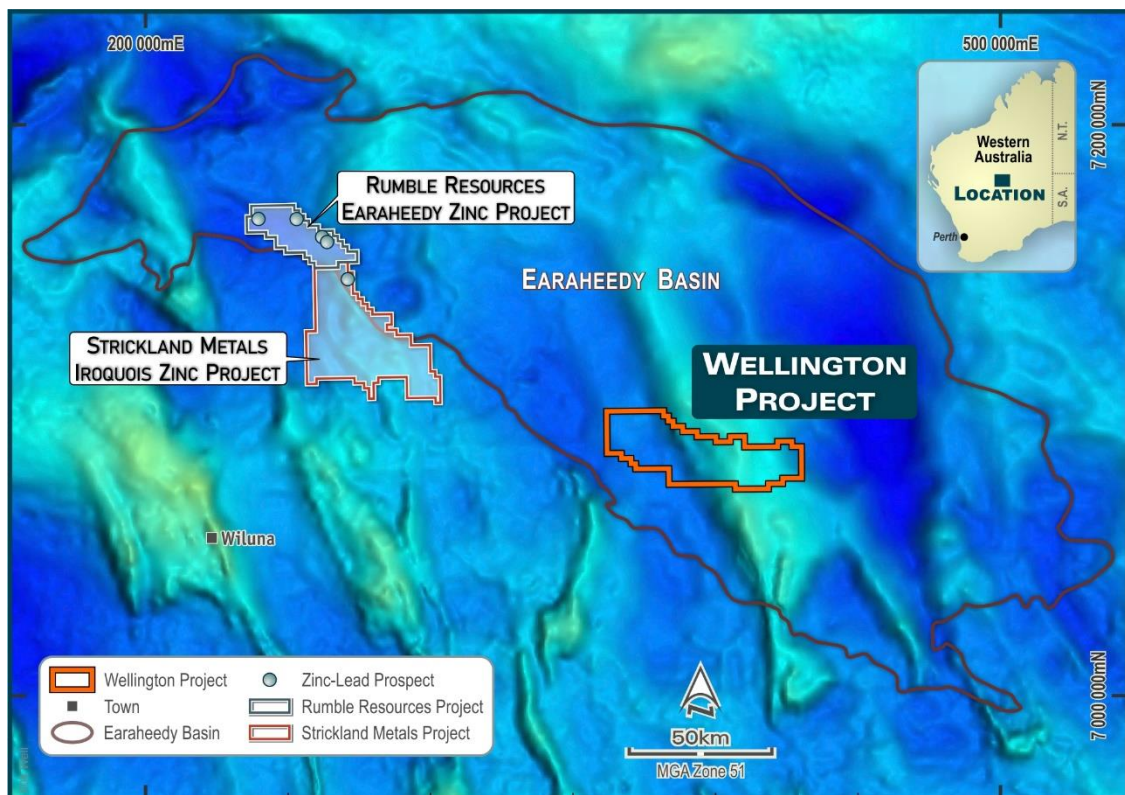 200 000mE
500 000mE
7 200 000mN
Western
Australia
LOCATION
Perth
N.T.
S.A.
RUMBLE RESOURCES
EARAHEEDY ZINC PROJECT
EARAHEEDY BASIN
STRICKLAND METALS
IROQUOIS ZINC PROJECT
WELLINGTON
PROJECT
Wiluna
Wellington Project
Town
Earaheedy Basin
Zinc-Lead Prospect
Rumble Resources Project
Strickland Metals Project
50km
MGA Zone 51
7 000 000mN